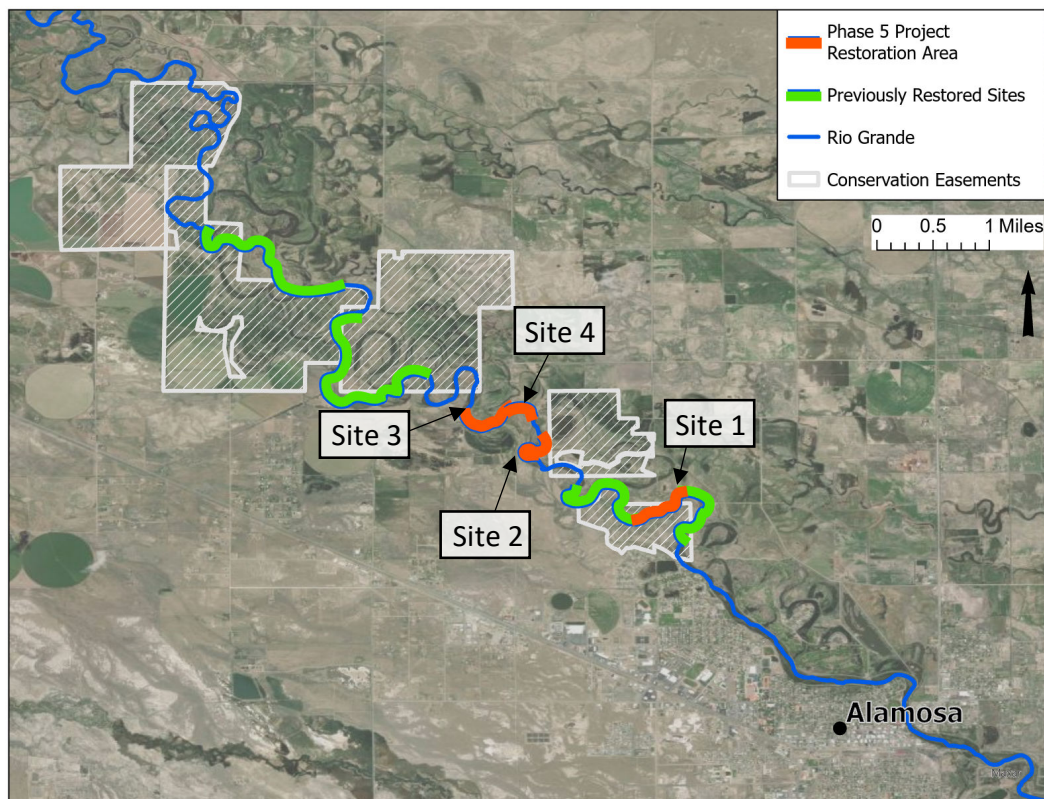 Phase 5 Project
Restoration Area
Previously Restored Sites
Rio Grande
Conservation Easements
0 0.5 1 Miles
Site 4
Site 3
Site 1
Site 2
Alamosa